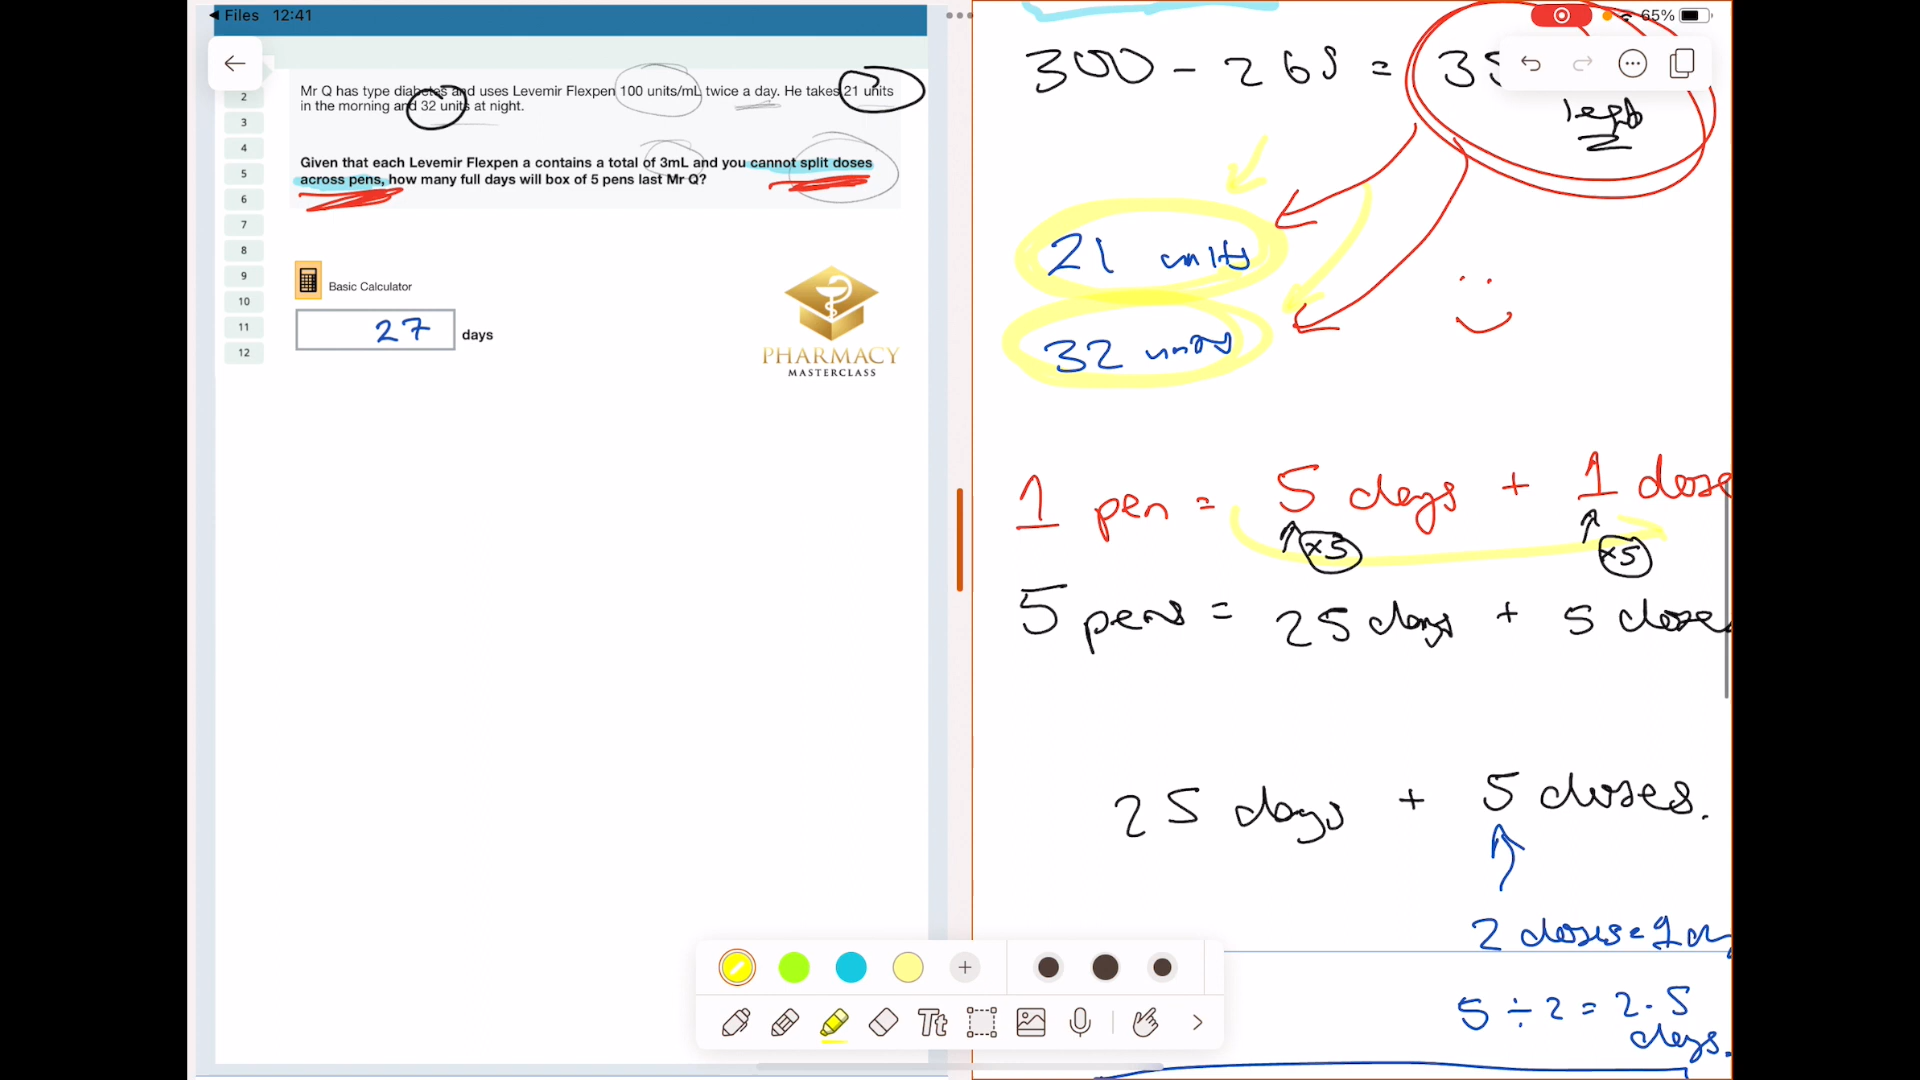 Files 12:41
65%
2
3
4
5
6
7
8
9
10
11
12
Mr Q has type diabetes and uses Levemir Flexpen 100 units/mL twice a day. He takes 21 units
in the morning and 32 units at night.
Given that each Levemir Flexpen a contains a total of 3mL and you cannot split doses
across pens, how many full days will box of 5 pens last Mr Q?
Basic Calculator
27 days
PHARMACY
MASTERCLASS
300 - 265 = 35
left
21 units
32 units
1 pen = 5 days + 1 dose
×5 ×5
5 pens = 25 days + 5 dose
25 days + 5 doses.
2 doses = 1
5 ÷ 2 = 2.5
days.
Tt